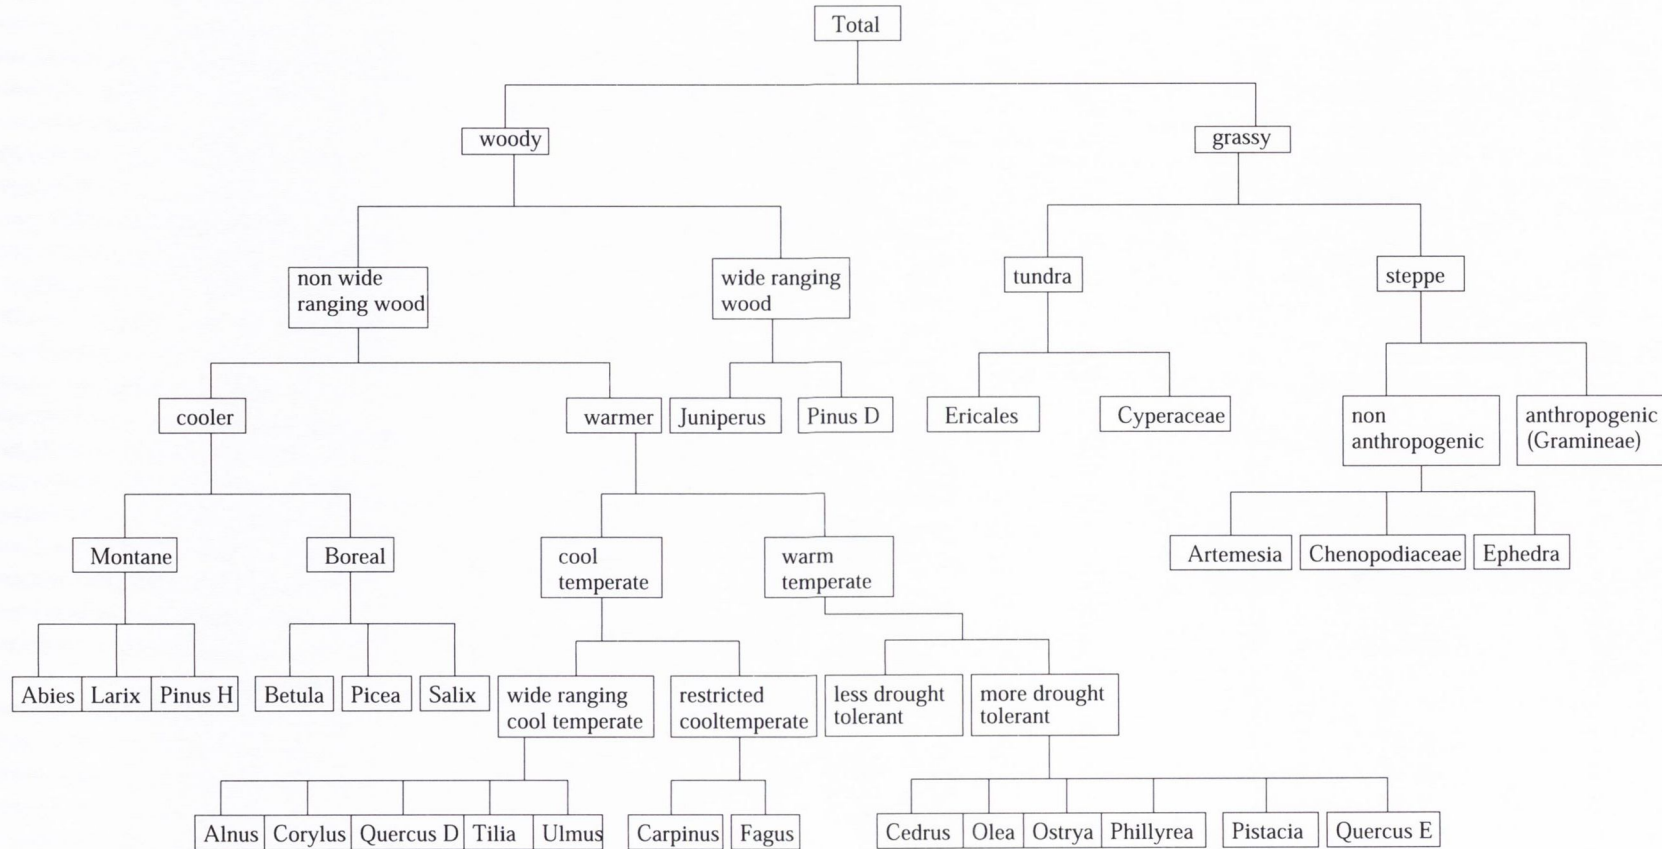 Total
woody
grassy
non wide
ranging wood
wide ranging
wood
tundra
steppe
cooler
warmer
Juniperus
Pinus D
Ericales
Cyperaceae
non
anthropogenic
anthropogenic
(Gramineae)
Montane
Boreal
cool
temperate
warm
temperate
Artemesia
Chenopodiaceae
Ephedra
Abies
Larix
Pinus H
Betula
Picea
Salix
wide ranging
cool temperate
restricted
cooltemperate
less drought
tolerant
more drought
tolerant
Alnus
Corylus
Quercus D
Tilia
Ulmus
Carpinus
Fagus
Cedrus
Olea
Ostrya
Phillyrea
Pistacia
Quercus E